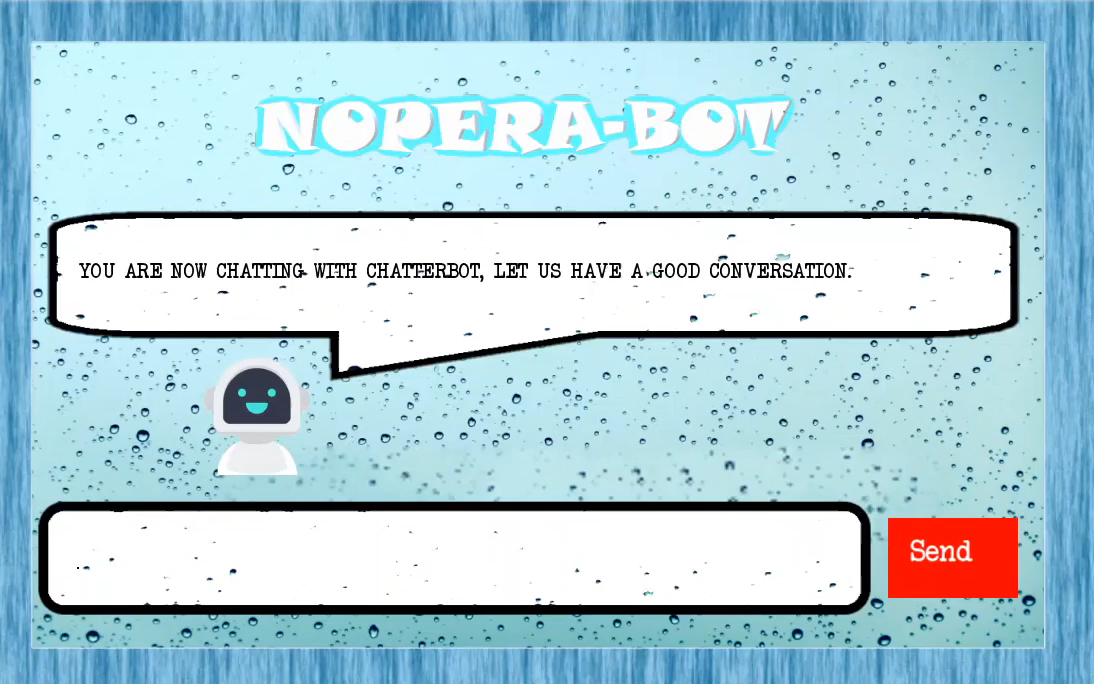 NOPERA-BOT
YOU ARE NOW CHATTING WITH CHATTERBOT, LET US HAVE A GOOD CONVERSATION.
Send